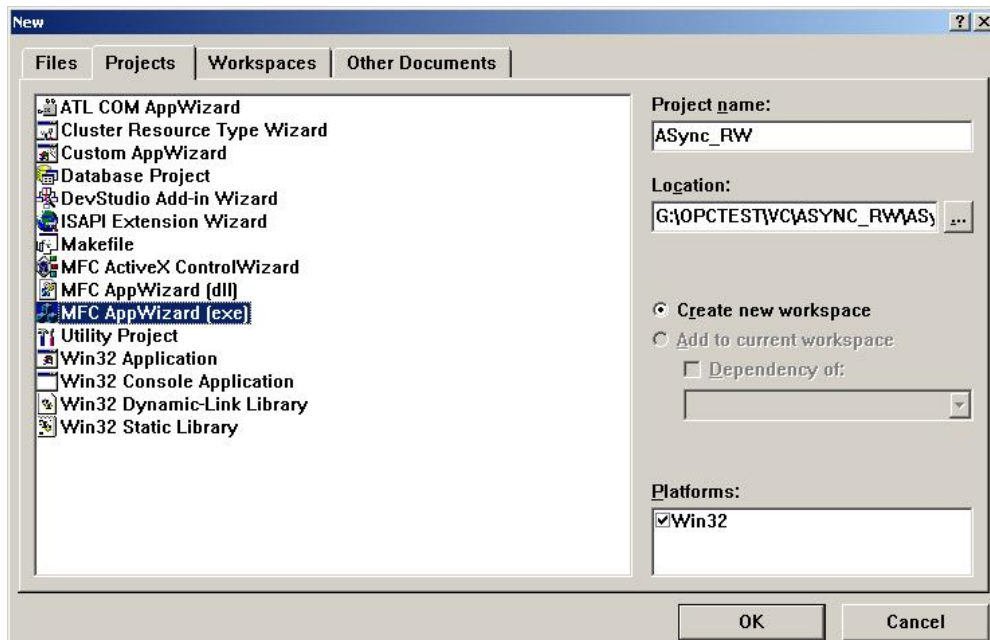 New
Files Projects Workspaces Other Documents
ATL COM AppWizard
Cluster Resource Type Wizard
Custom AppWizard
Database Project
DevStudio Add-in Wizard
ISAPI Extension Wizard
Makefile
MFC ActiveX ControlWizard
MFC AppWizard (dll)
MFC AppWizard (exe)
Utility Project
Win32 Application
Win32 Console Application
Win32 Dynamic-Link Library
Win32 Static Library
Project name:
ASync_RW
Location:
G:\OPCTEST\VC\ASYNC_RW\ASy
...
Create new workspace
Add to current workspace
Dependency of:
Platforms:
Win32
OK Cancel